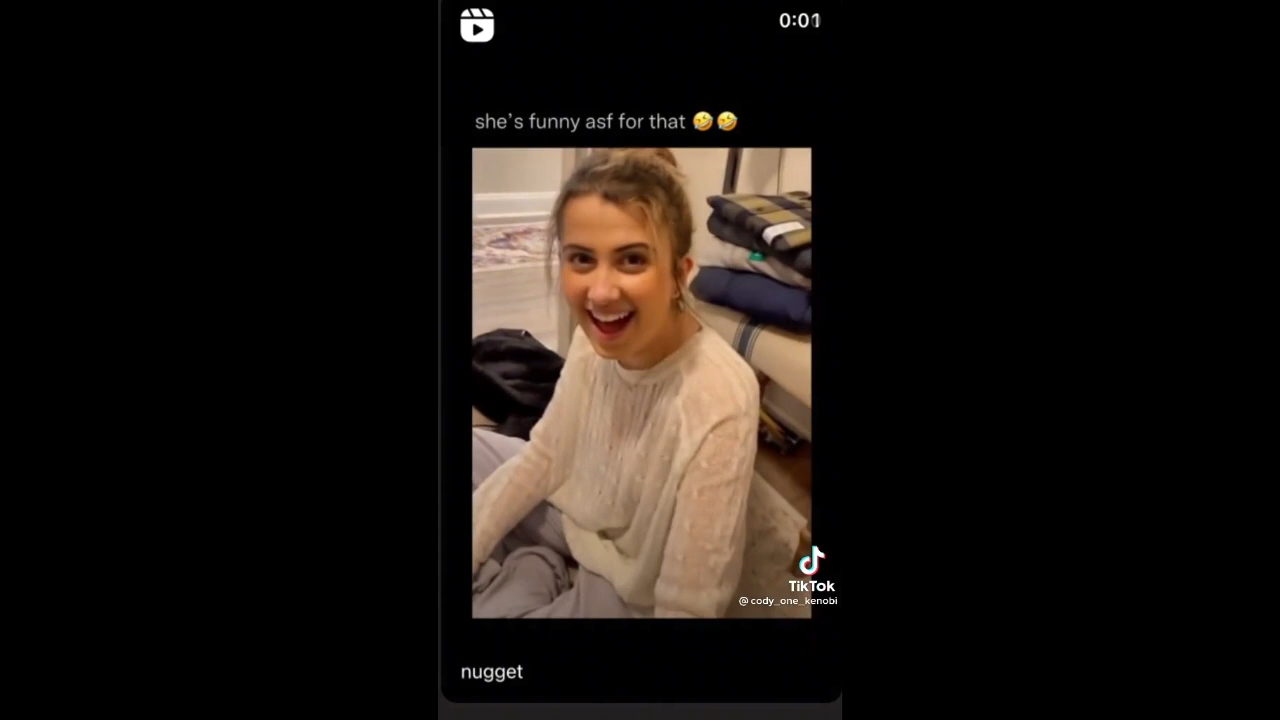 0:01
she's funny asf for that 🤣🤣
TikTok
@cody_one_kenobi
nugget